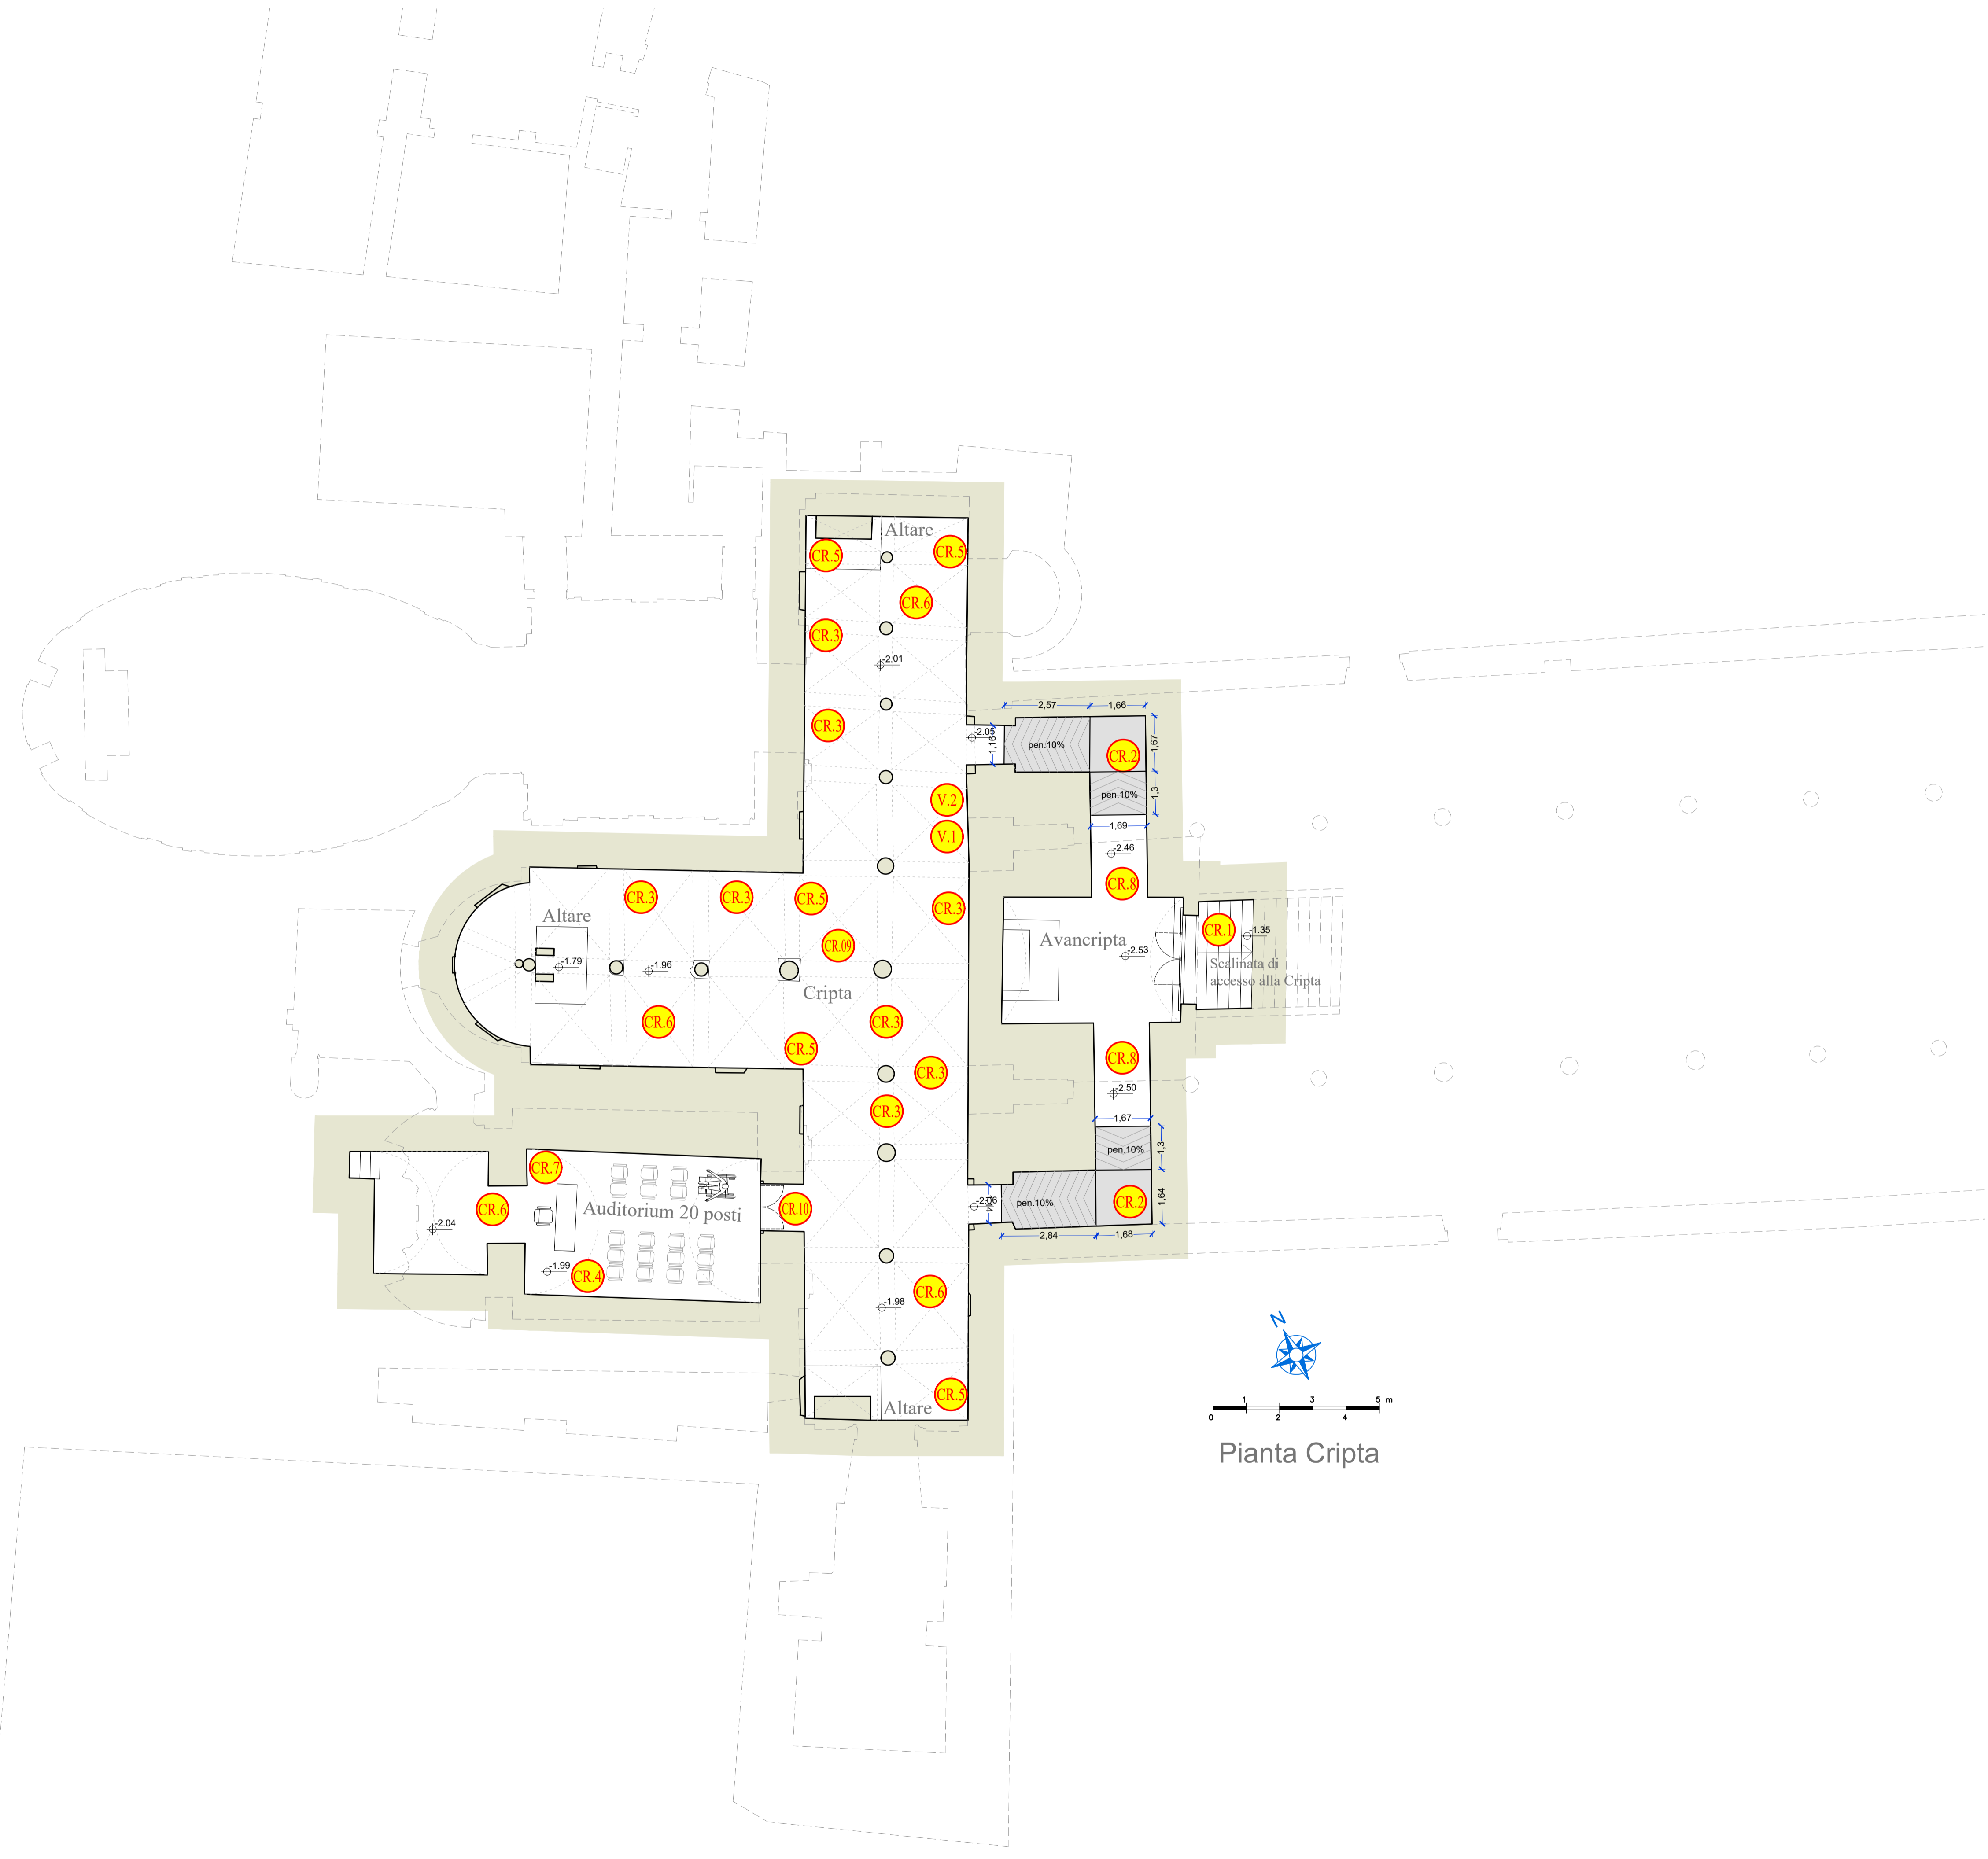 Altare
CR.5
CR.5
CR.6
CR.3
-2.01
CR.3
2,57
1,66
-2.05
1,16
pen.10%
CR.2
1,67
pen.10%
1,3
V.2
1,69
V.1
-2.46
CR.8
CR.3
CR.3
CR.5
CR.3
Altare
CR.09
Avancripta
CR.1
-1.35
-2.53
Scalinata di
accesso alla Cripta
-1.79
-1.96
Cripta
CR.6
CR.3
CR.5
CR.8
CR.3
-2.50
CR.3
1,67
pen.10%
1,3
CR.7
CR.6
Auditorium 20 posti
CR.10
pen.10%
CR.2
1,64
-2.04
2,84
1,68
-1.99
CR.4
CR.6
-1.98
CR.5
Altare
N
1
3
5 m
0
2
4
Pianta Cripta